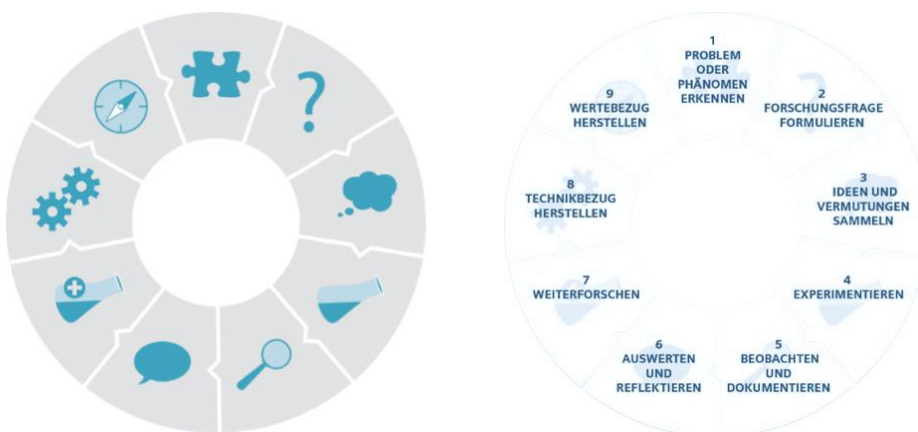 1
PROBLEM
ODER
PHÄNOMEN
ERKENNEN
2
FORSCHUNGSFRAGE
FORMULIEREN
3
IDEEN UND
VERMUTUNGEN
SAMMELN
4
EXPERIMENTIEREN
5
BEOBACHTEN
UND
DOKUMENTIEREN
6
AUSWERTEN
UND
REFLEKTIEREN
7
WEITERFORSCHEN
8
TECHNIKBEZUG
HERSTELLEN
9
WERTEBEZUG
HERSTELLEN
?